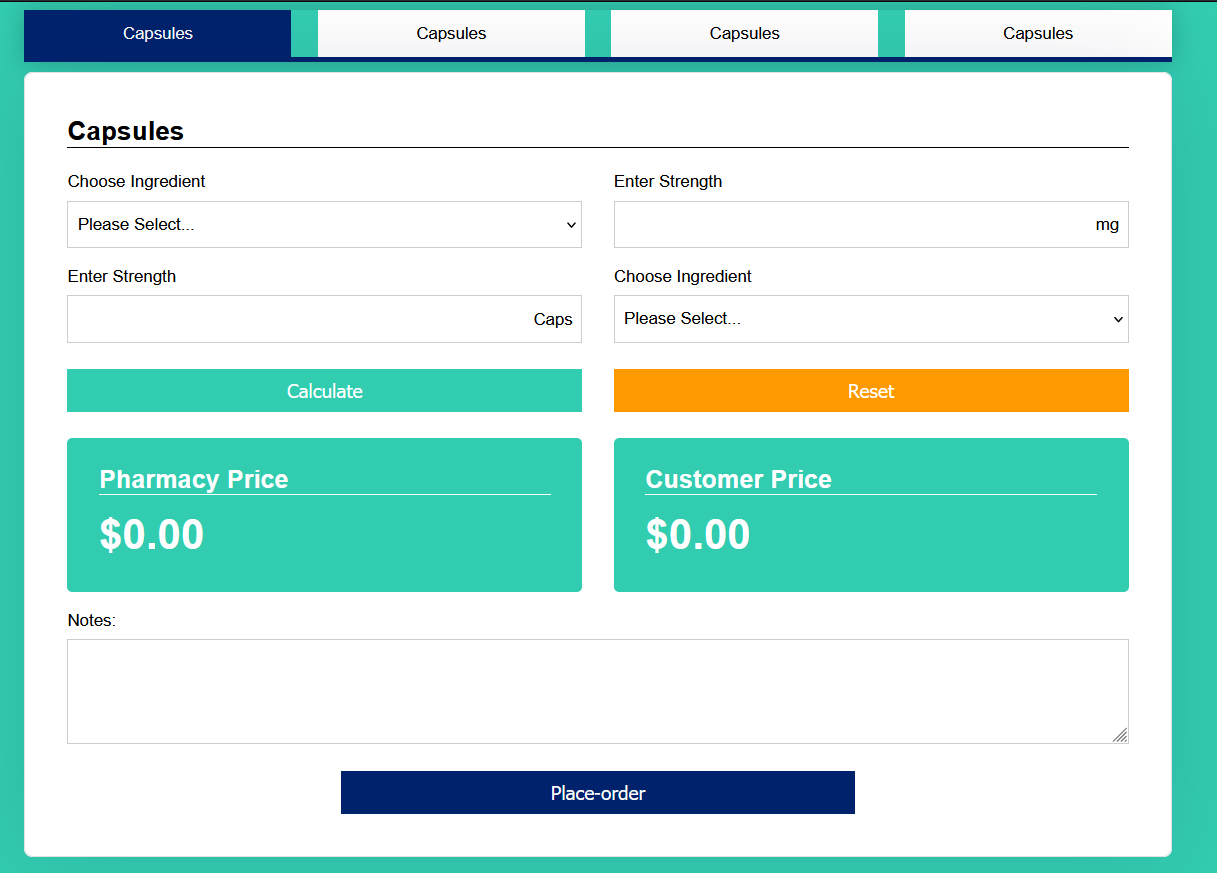 Capsules Capsules Capsules Capsules
Capsules
Choose Ingredient Enter Strength
Please Select... mg
Enter Strength Choose Ingredient
Caps Please Select...
Calculate Reset
Pharmacy Price Customer Price
$0.00 $0.00
Notes:
Place-order